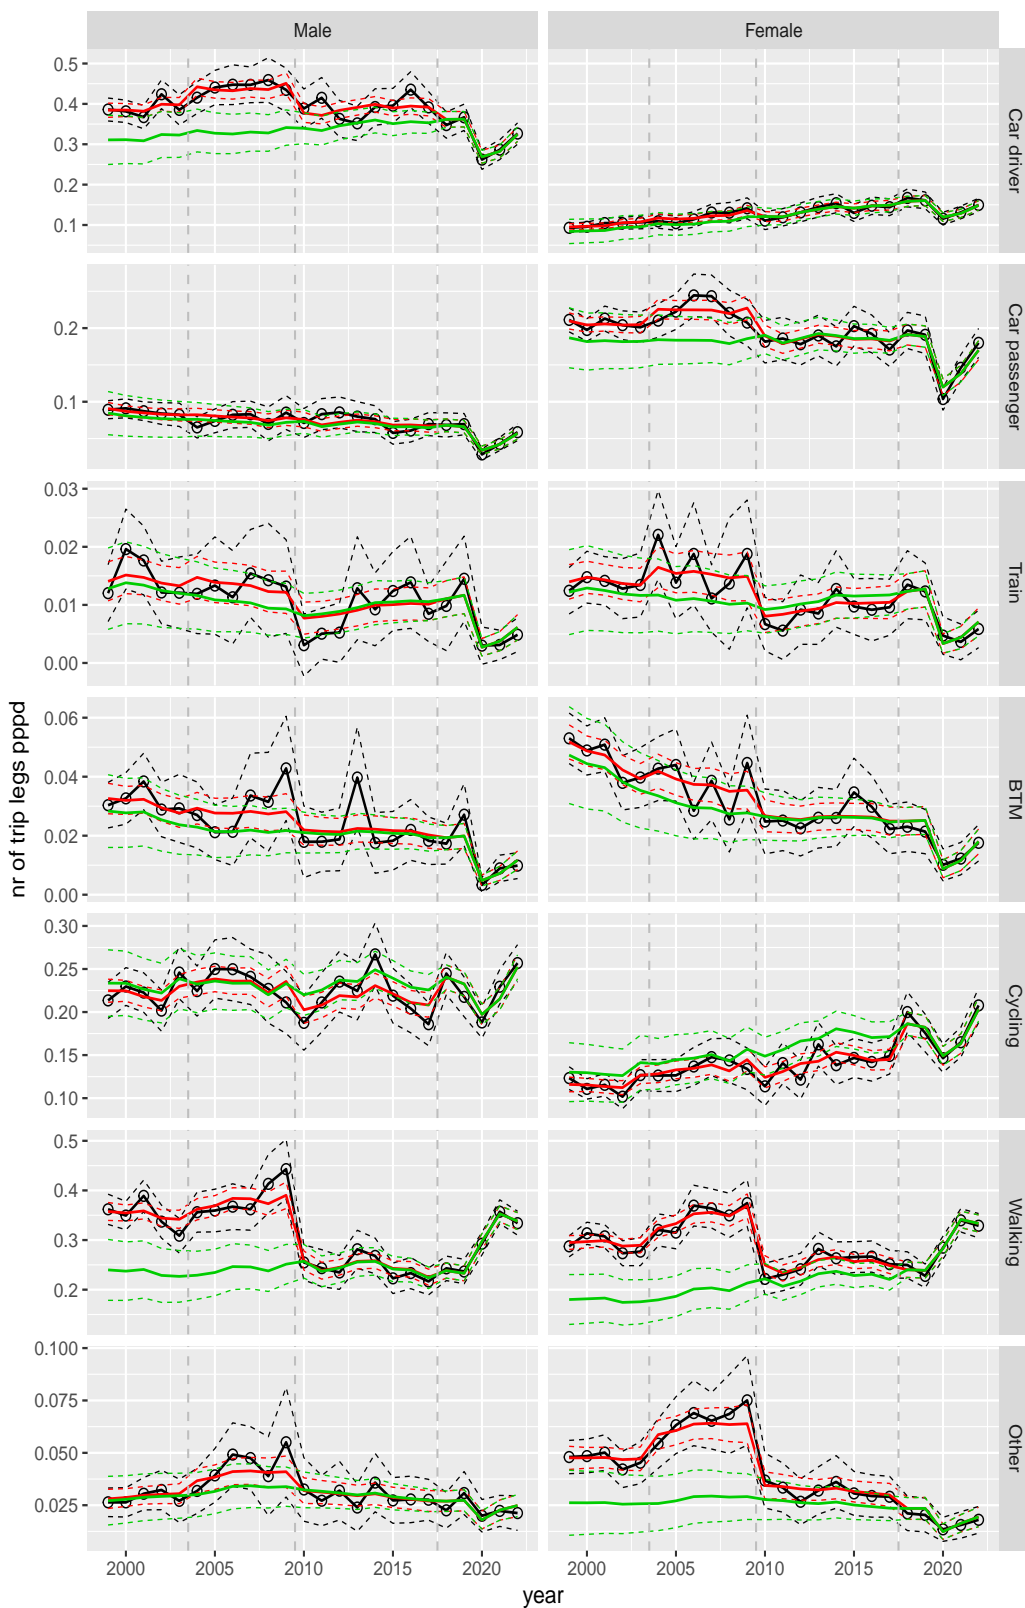 Male Female
0.5
0.4
0.3
0.2
0.1
Car driver
0.2
0.1
Car passenger
0.03
0.02
0.01
0.00
Train
0.06
0.04
0.02
0.00
BTM
0.30
0.25
0.20
0.15
0.10
Cycling
0.5
0.4
0.3
0.2
Walking
0.100
0.075
0.050
0.025
Other
nr of trip legs pppd
2000 2005 2010 2015 2020 2000 2005 2010 2015 2020
year